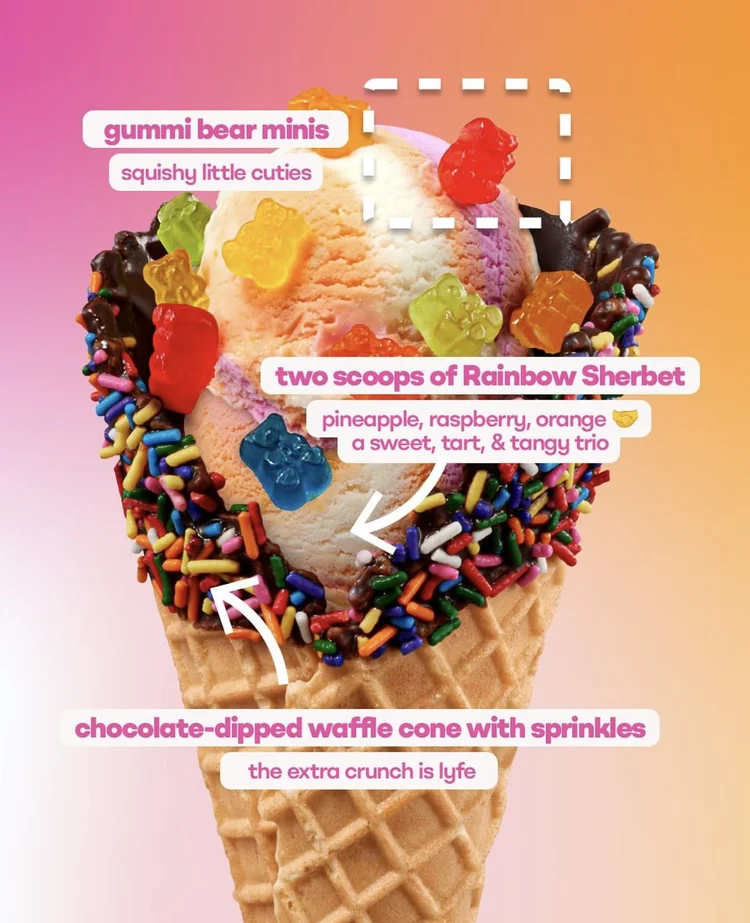 gummi bear minis
squishy little cuties
two scoops of Rainbow Sherbet
pineapple, raspberry, orange 🤝
a sweet, tart, & tangy trio
chocolate-dipped waffle cone with sprinkles
the extra crunch is lyfe